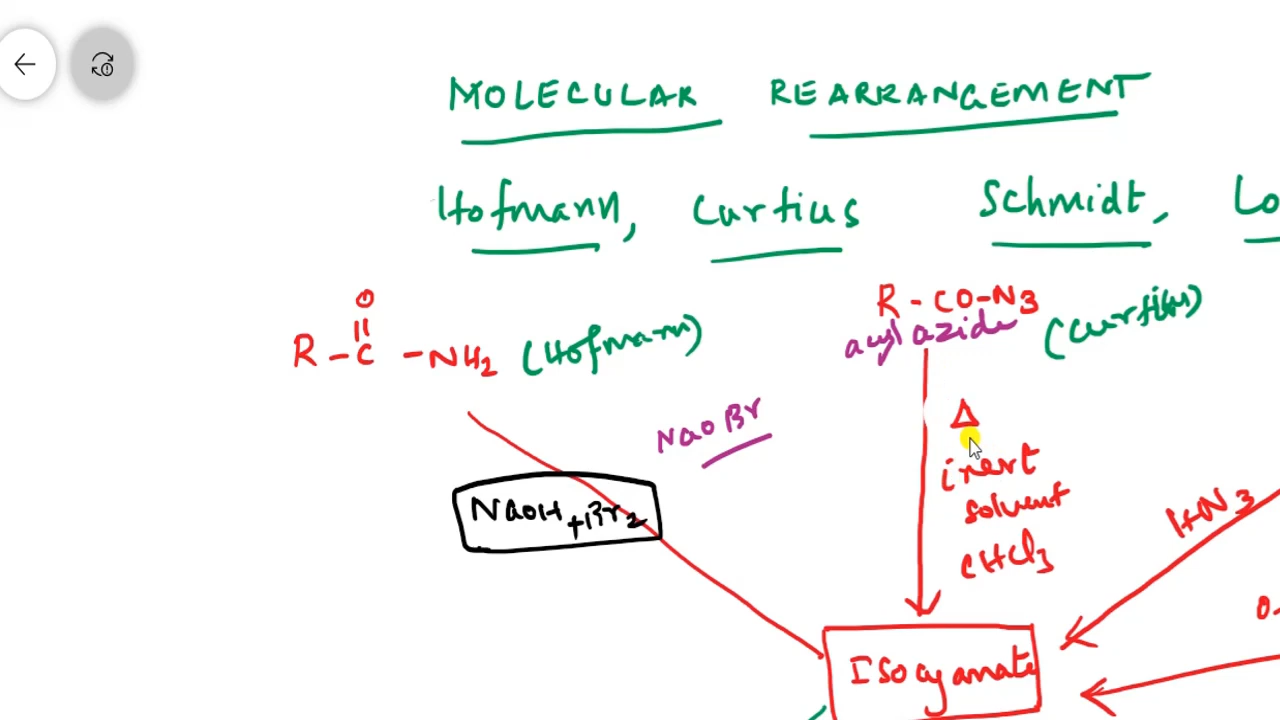 MOLECULAR REARRANGEMENT
Hofmann, Curtius Schmidt, Lo
O
R - C - NH2 (Hofmann)
R - CO-N3
acyl azide (Curtius)
NaOBr
Δ
inert
solvent
CHCl3
NaOH + Br2
HN3
O-
Isocyanate